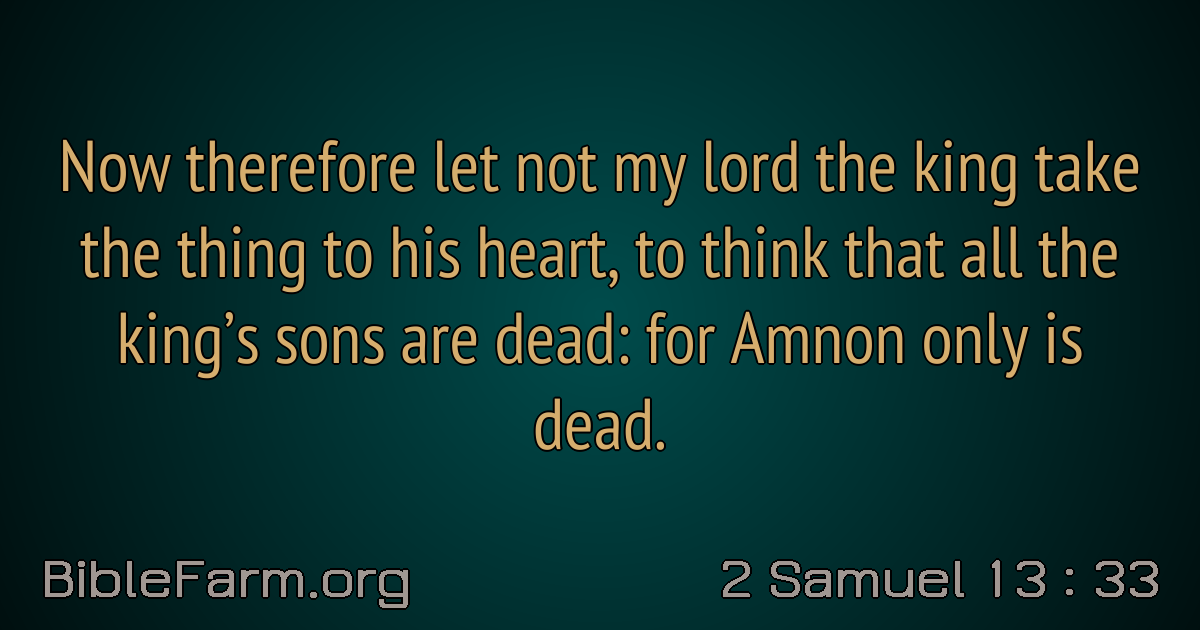 Now therefore let not my lord the king take
the thing to his heart, to think that all the
king’s sons are dead: for Amnon only is
dead.
BibleFarm.org
2 Samuel 13 : 33